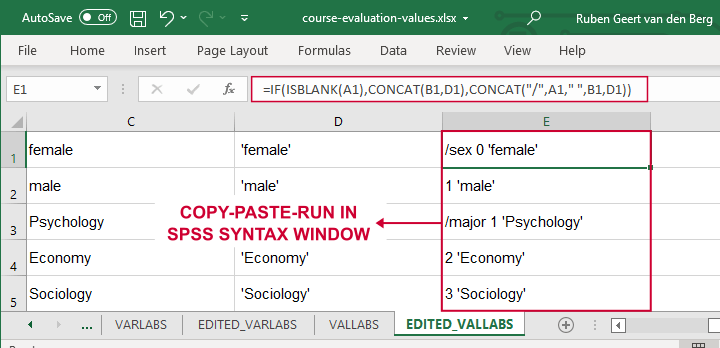 AutoSave Off course-evaluation-values.xlsx Ruben Geert van den Berg
File Home Insert Page Layout Formulas Data Review View Help
E1 fx =IF(ISBLANK(A1),CONCAT(B1,D1),CONCAT("/",A1," ",B1,D1))
C D E
1 female 'female' /sex 0 'female'
2 male 'male' 1 'male'
COPY-PASTE-RUN IN
3 Psychology /major 1 'Psychology'
SPSS SYNTAX WINDOW
4 Economy 'Economy' 2 'Economy'
5 Sociology 'Sociology' 3 'Sociology'
... VARLABS EDITED_VARLABS VALLABS EDITED_VALLABS